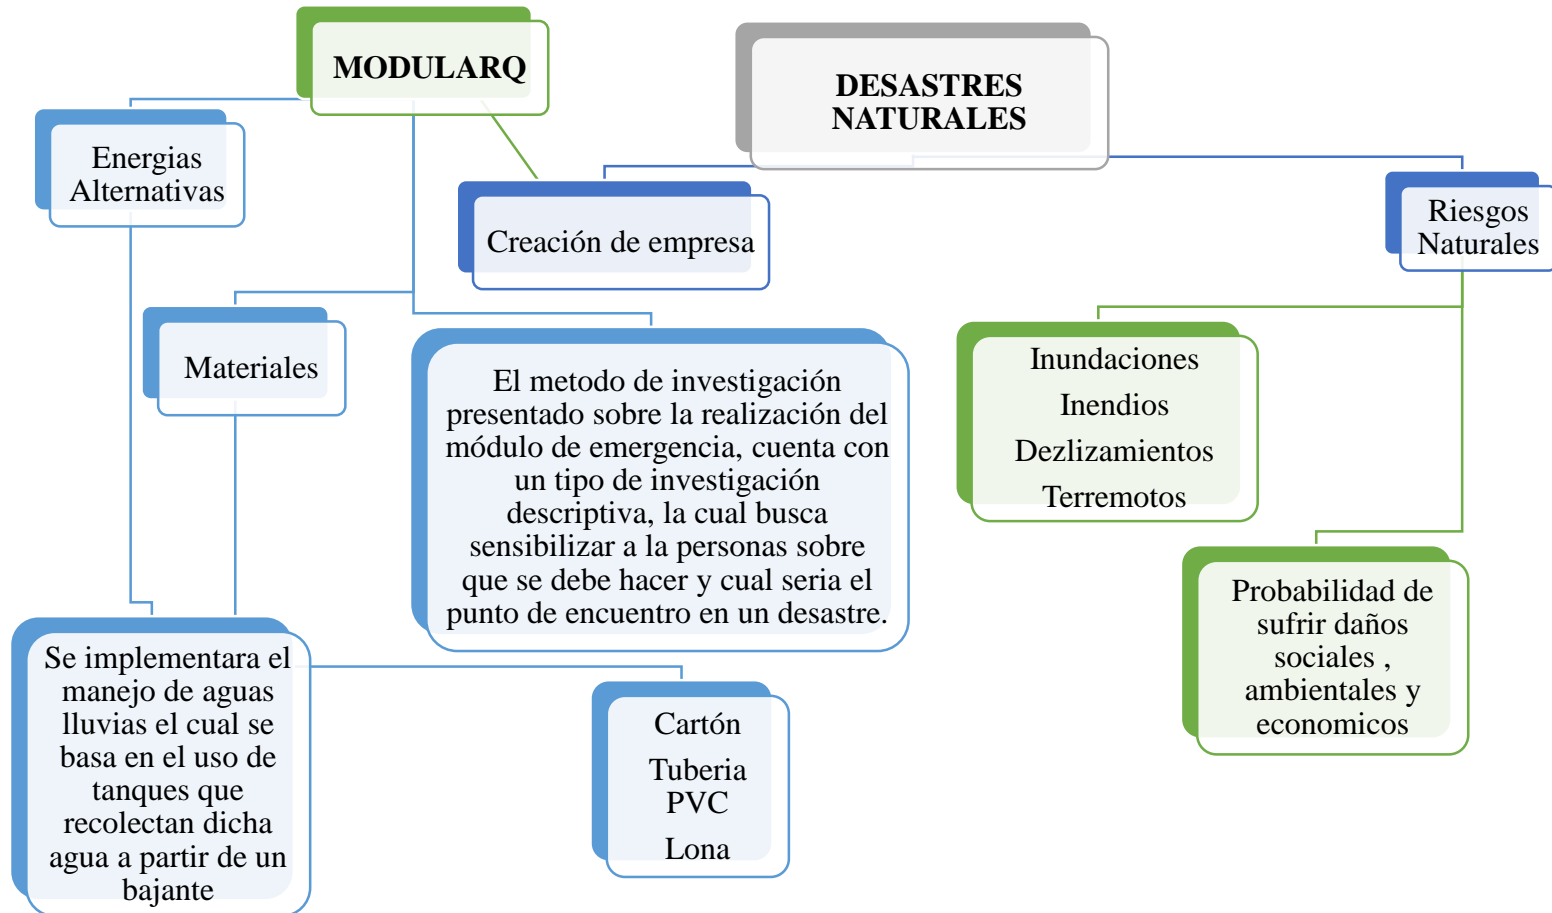 MODULARQ
DESASTRES
NATURALES
Energias
Alternativas
Creación de empresa
Riesgos
Naturales
Materiales
El metodo de investigación
presentado sobre la realización del
módulo de emergencia, cuenta con
un tipo de investigación
descriptiva, la cual busca
sensibilizar a la personas sobre
que se debe hacer y cual seria el
punto de encuentro en un desastre.
Inundaciones
Inendios
Dezlizamientos
Terremotos
Probabilidad de
sufrir daños
sociales ,
ambientales y
economicos
Se implementara el
manejo de aguas
lluvias el cual se
basa en el uso de
tanques que
recolectan dicha
agua a partir de un
bajante
Cartón
Tuberia
PVC
Lona